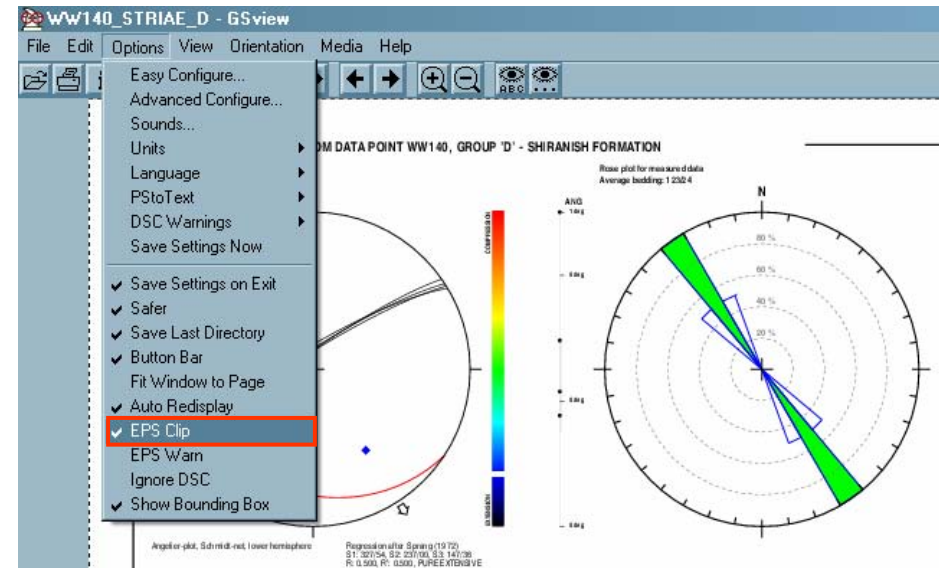 WW140_STRIAE_D - GSview
File Edit Options View Orientation Media Help
ABC
Easy Configure...
Advanced Configure...
Sounds...
Units
Language
PStoText
DSC Warnings
Save Settings Now
Save Settings on Exit
Safer
Save Last Directory
Button Bar
Fit Window to Page
Auto Redisplay
EPS Clip
EPS Warn
Ignore DSC
Show Bounding Box
OM DATA POINT WW140, GROUP 'D' - SHIRANISH FORMATION
Rose plot for measured data
Average bedding: 123/24
ANG
N
COMPRESSION
EXTENSION
80 %
60 %
40 %
20 %
Angelier-plot, Schmidt-net, lower hemisphere
Regression after Sprang (1972)
S1: 327/54, S2: 237/00, S3: 147/36
R: 0.500, R': 0.500, PURE EXTENSIVE